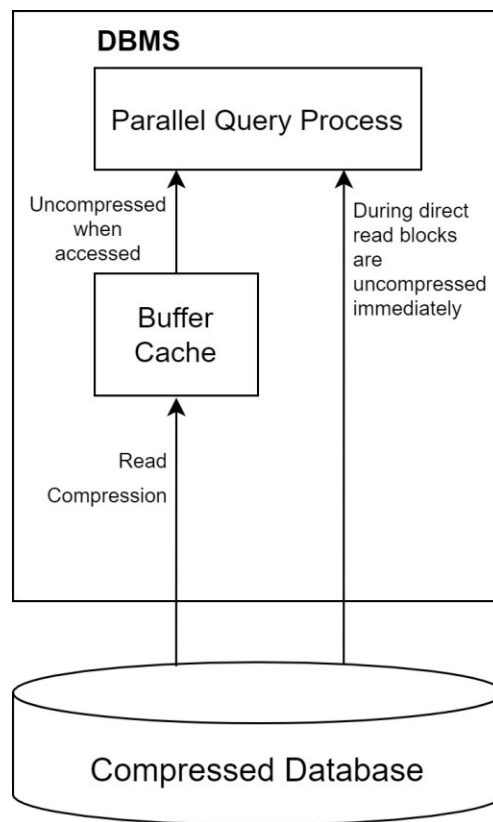 DBMS
Parallel Query Process
Uncompressed
when
accessed
During direct
read blocks
are
uncompressed
immediately
Buffer
Cache
Read
Compression
Compressed Database